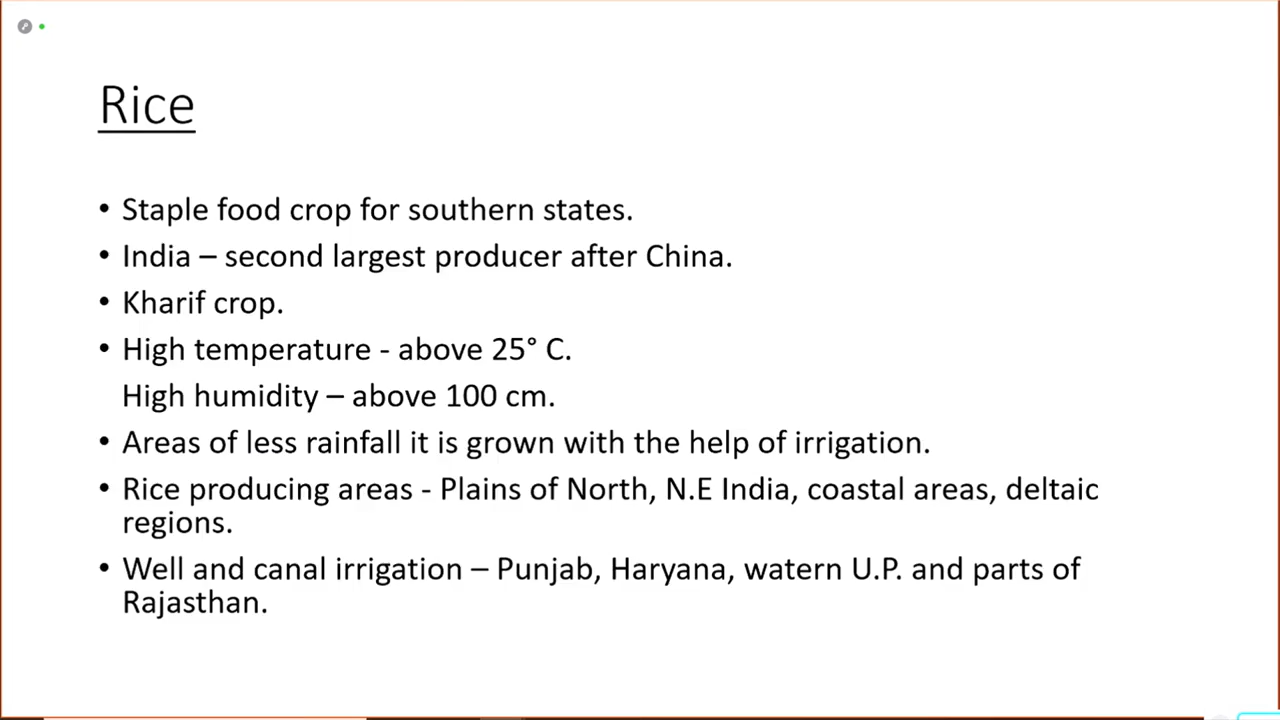 Rice
• Staple food crop for southern states.
• India – second largest producer after China.
• Kharif crop.
• High temperature - above 25° C.
High humidity – above 100 cm.
• Areas of less rainfall it is grown with the help of irrigation.
• Rice producing areas - Plains of North, N.E India, coastal areas, deltaic
regions.
• Well and canal irrigation – Punjab, Haryana, watern U.P. and parts of
Rajasthan.